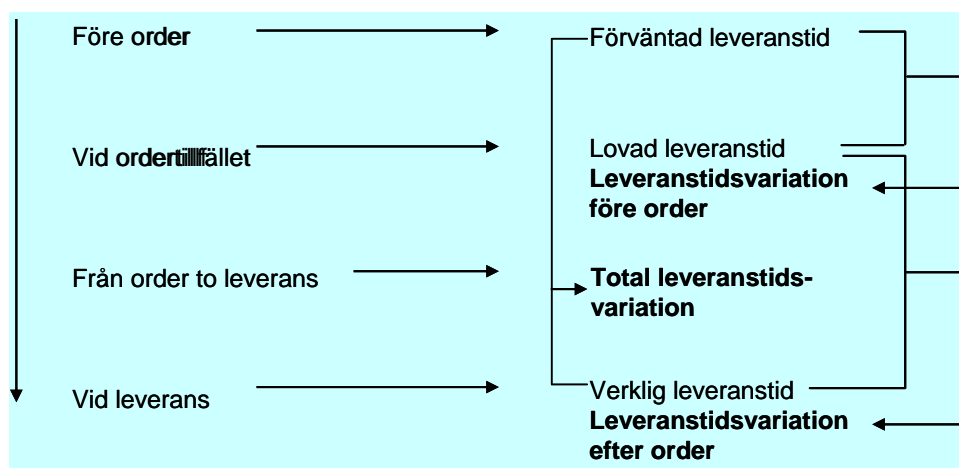 Före order
Förväntad leveranstid
Vid ordertillfället
Lovad leveranstid
Leveranstidsvariation
före order
Från order to leverans
Total leveranstids-
variation
Vid leverans
Verklig leveranstid
Leveranstidsvariation
efter order